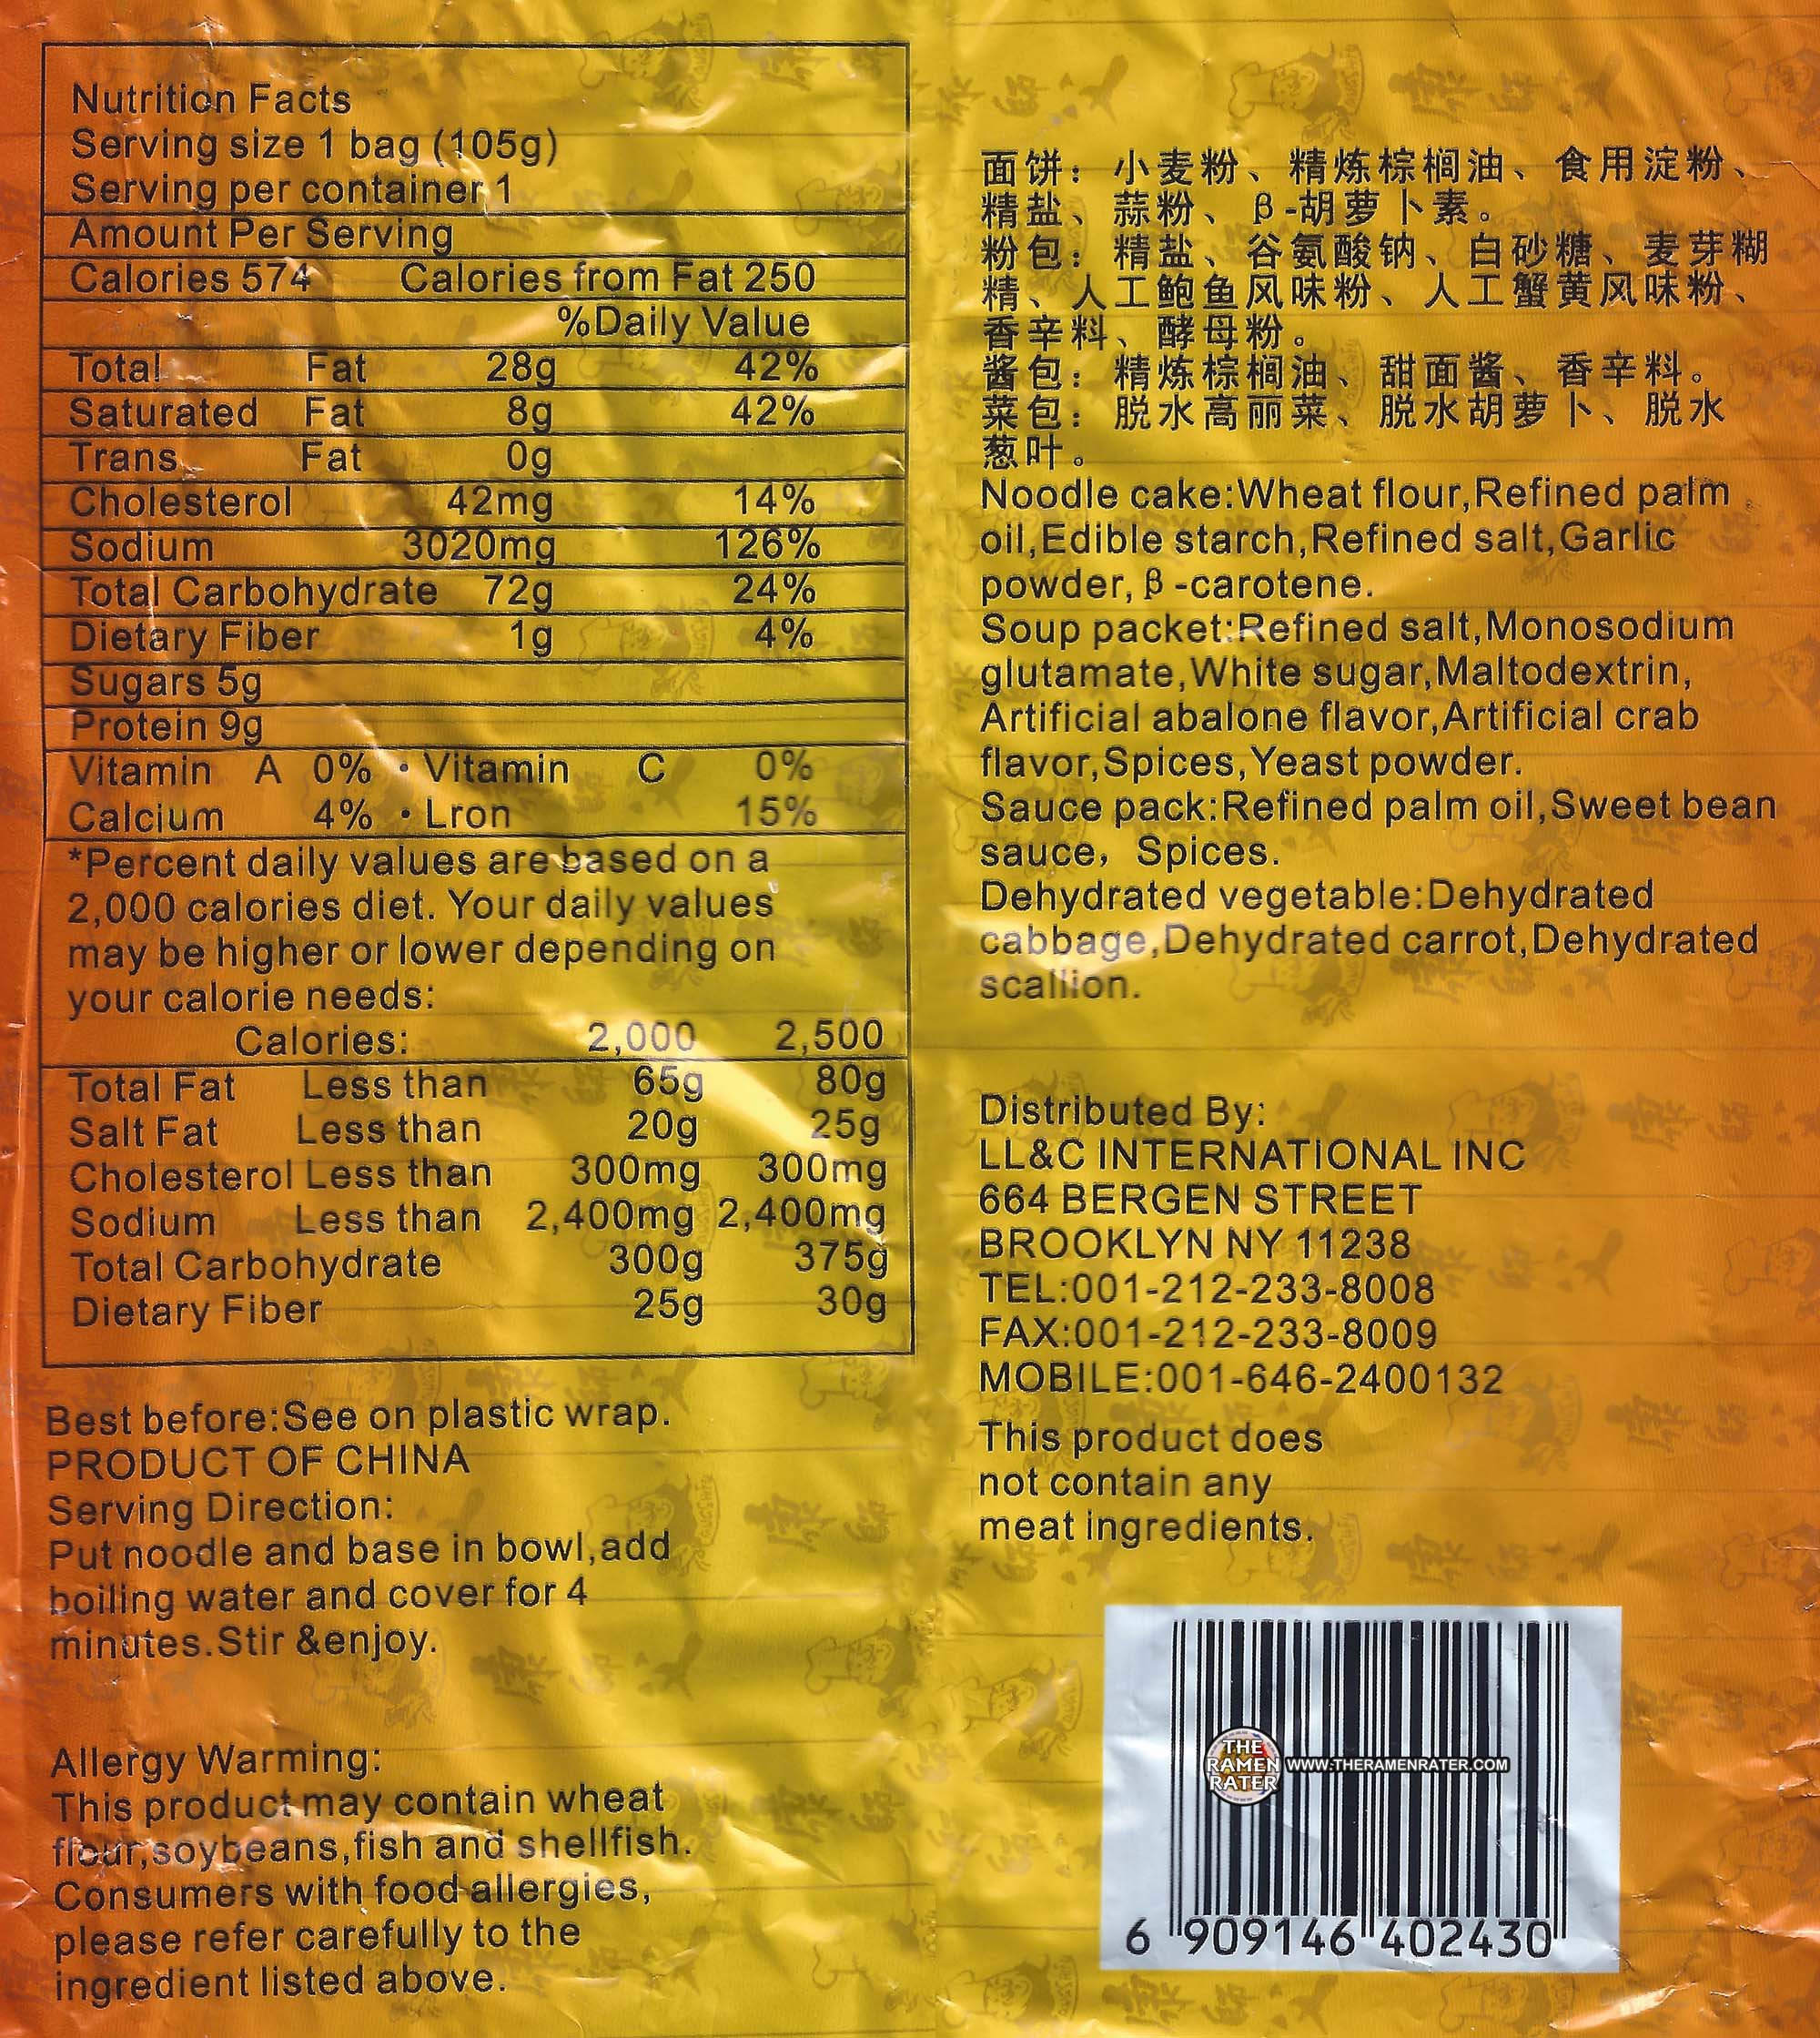 Nutrition Facts
Serving size 1 bag (105g)
Serving per container 1
Amount Per Serving
Calories 574 Calories from Fat 250
%Daily Value
Total Fat 28g 42%
Saturated Fat 8g 42%
Trans Fat 0g
Cholesterol 42mg 14%
Sodium 3020mg 126%
Total Carbohydrate 72g 24%
Dietary Fiber 1g 4%
Sugars 5g
Protein 9g
Vitamin A 0% • Vitamin C 0%
Calcium 4% • Lron 15%
*Percent daily values are based on a
2,000 calories diet. Your daily values
may be higher or lower depending on
your calorie needs:
Calories: 2,000 2,500
Total Fat Less than 65g 80g
Salt Fat Less than 20g 25g
Cholesterol Less than 300mg 300mg
Sodium Less than 2,400mg 2,400mg
Total Carbohydrate 300g 375g
Dietary Fiber 25g 30g
Best before:See on plastic wrap.
PRODUCT OF CHINA
Serving Direction:
Put noodle and base in bowl,add
boiling water and cover for 4
minutes.Stir &enjoy.
Allergy Warming:
This product may contain wheat
flour,soybeans,fish and shellfish.
Consumers with food allergies,
please refer carefully to the
ingredient listed above.
面饼：小麦粉、精炼棕榈油、食用淀粉、
精盐、蒜粉、β-胡萝卜素。
粉包：精盐、谷氨酸钠、白砂糖、麦芽糊
精、人工鲍鱼风味粉、人工蟹黄风味粉、
香辛料、酵母粉。
酱包：精炼棕榈油、甜面酱、香辛料。
菜包：脱水高丽菜、脱水胡萝卜、脱水
葱叶。
Noodle cake:Wheat flour,Refined palm
oil,Edible starch,Refined salt,Garlic
powder,β-carotene.
Soup packet:Refined salt,Monosodium
glutamate,White sugar,Maltodextrin,
Artificial abalone flavor,Artificial crab
flavor,Spices,Yeast powder.
Sauce pack:Refined palm oil,Sweet bean
sauce，Spices.
Dehydrated vegetable:Dehydrated
cabbage,Dehydrated carrot,Dehydrated
scallion.
Distributed By:
LL&C INTERNATIONAL INC
664 BERGEN STREET
BROOKLYN NY 11238
TEL:001-212-233-8008
FAX:001-212-233-8009
MOBILE:001-646-2400132
This product does
not contain any
meat ingredients.
THE
RAMEN
RATER
WWW.THERAMENRATER.COM
6 909146 402430